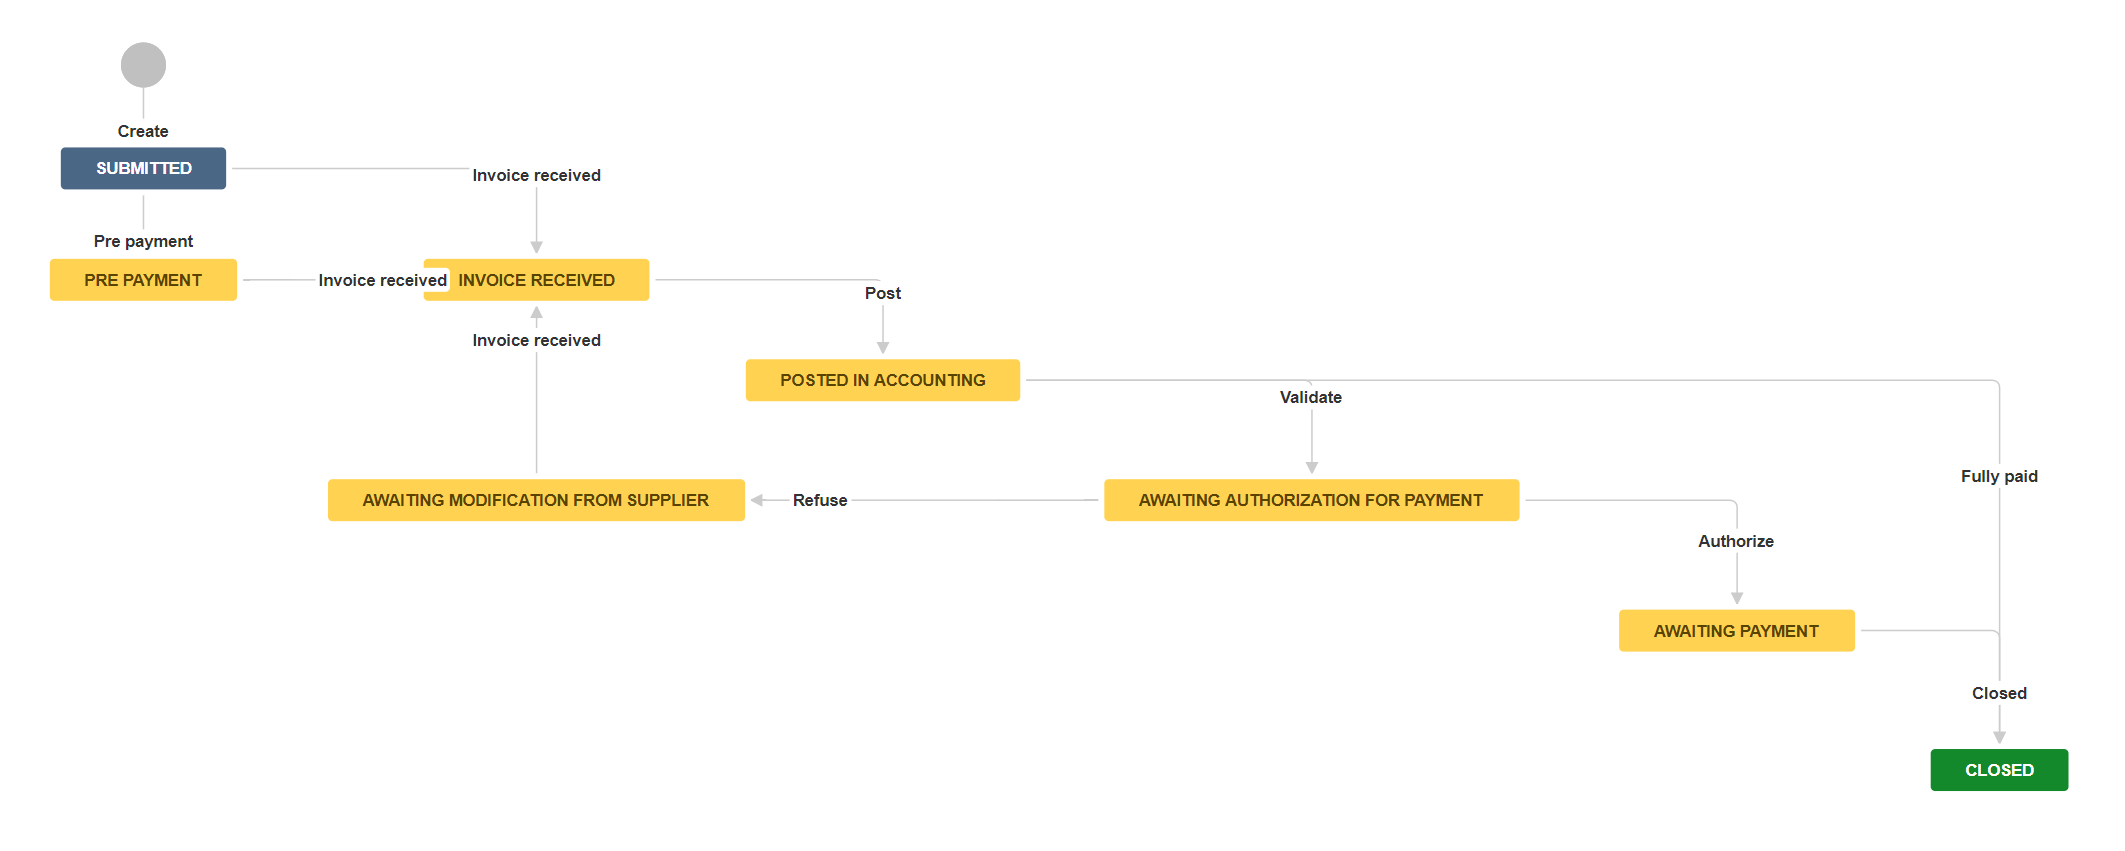 Create
SUBMITTED
Invoice received
Pre payment
PRE PAYMENT
Invoice received
INVOICE RECEIVED
Post
Invoice received
POSTED IN ACCOUNTING
Validate
Fully paid
AWAITING MODIFICATION FROM SUPPLIER
Refuse
AWAITING AUTHORIZATION FOR PAYMENT
Authorize
AWAITING PAYMENT
Closed
CLOSED